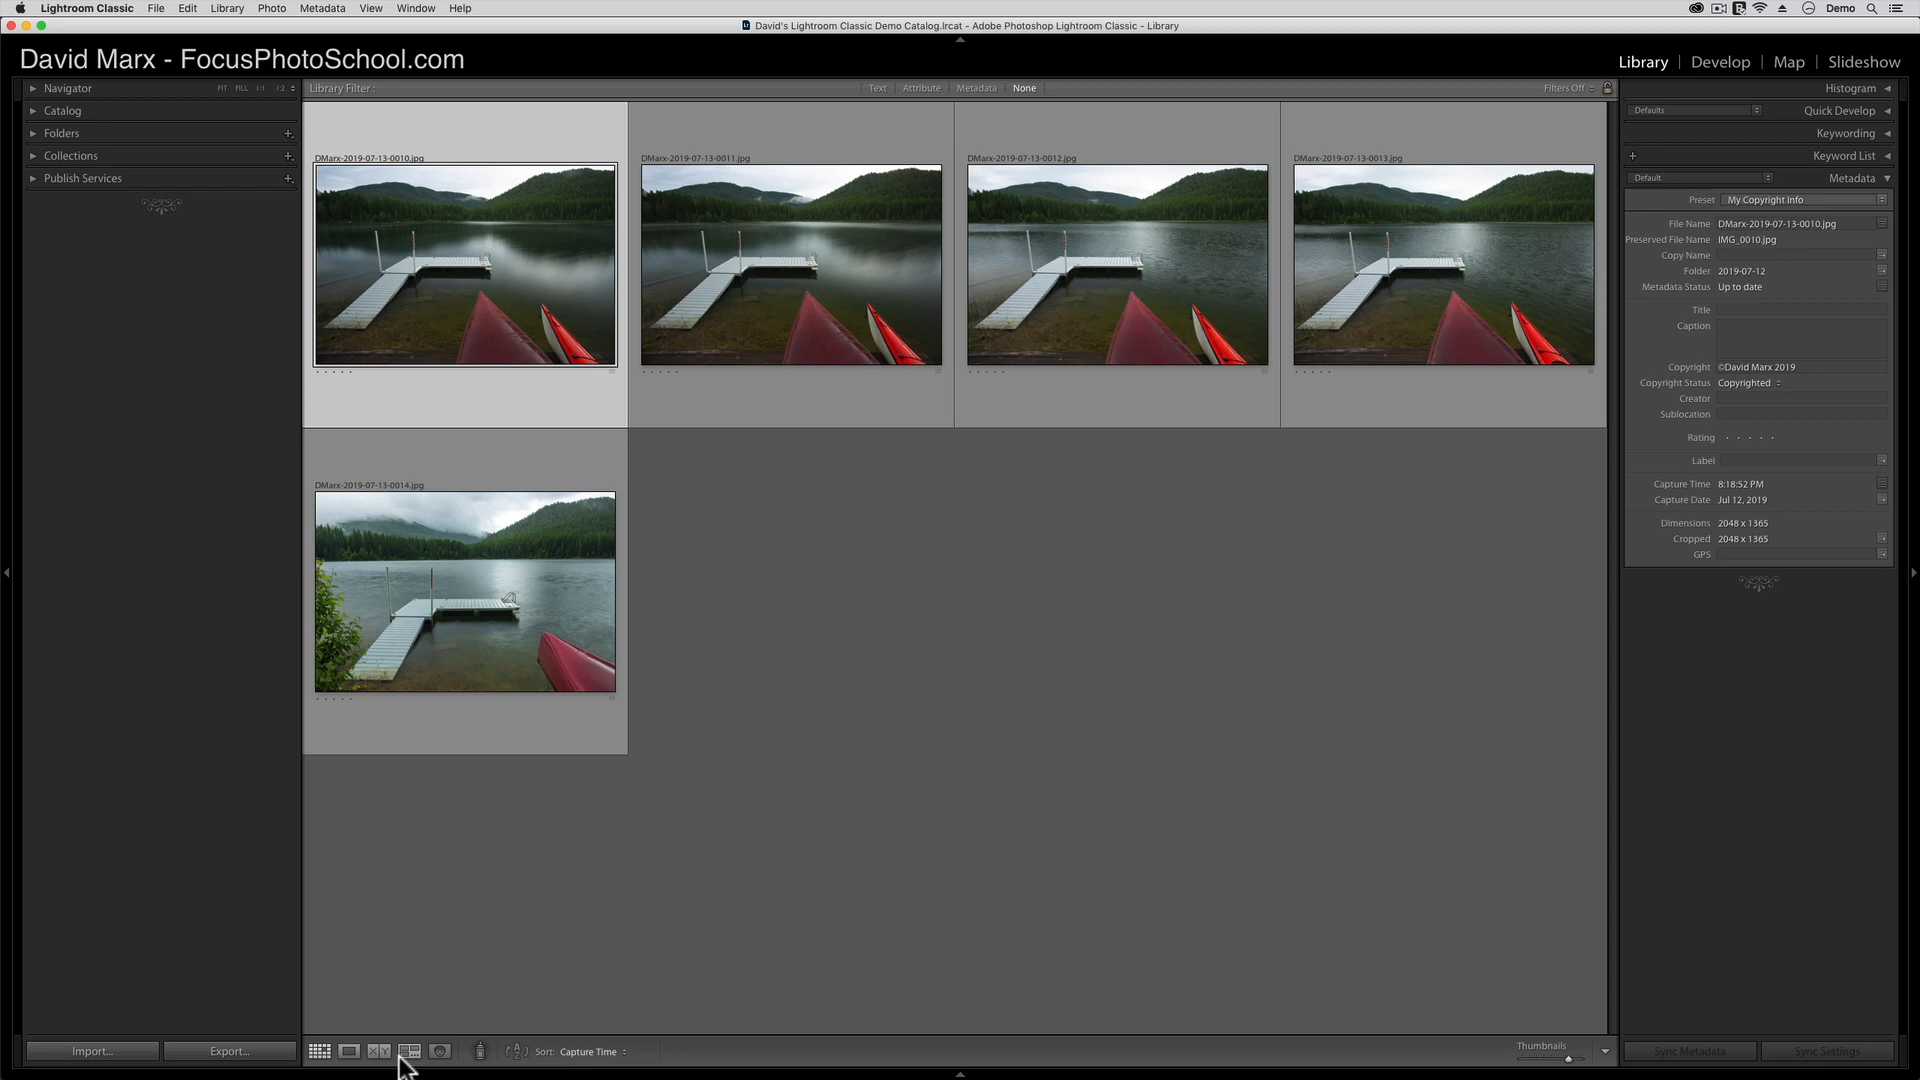 Lightroom Classic File Edit Library Photo Metadata View Window Help Demo
David's Lightroom Classic Demo Catalog.lrcat - Adobe Photoshop Lightroom Classic - Library
David Marx - FocusPhotoSchool.com
Library | Develop | Map | Slideshow
Navigator FIT FILL 1:1 1:2
Catalog
Folders
Collections
Publish Services
Library Filter : Text Attribute Metadata None Filters Off
DMarx-2019-07-13-0010.jpg
DMarx-2019-07-13-0011.jpg
DMarx-2019-07-13-0012.jpg
DMarx-2019-07-13-0013.jpg
DMarx-2019-07-13-0014.jpg
Histogram
Defaults Quick Develop
Keywording
Keyword List
Default Metadata
Preset My Copyright Info
File Name DMarx-2019-07-13-0010.jpg
Preserved File Name IMG_0010.jpg
Copy Name
Folder 2019-07-12
Metadata Status Up to date
Title
Caption
Copyright ©David Marx 2019
Copyright Status Copyrighted
Creator
Sublocation
Rating
Label
Capture Time 8:18:52 PM
Capture Date Jul 12, 2019
Dimensions 2048 x 1365
Cropped 2048 x 1365
GPS
Import... Export...
X Y
Sort: Capture Time
Thumbnails
Sync Metadata Sync Settings